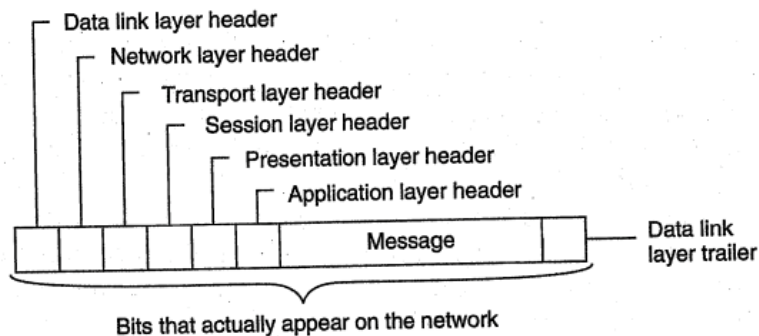 Data link layer header
Network layer header
Transport layer header
Session layer header
Presentation layer header
Application layer header
Message
Data link
layer trailer
Bits that actually appear on the network